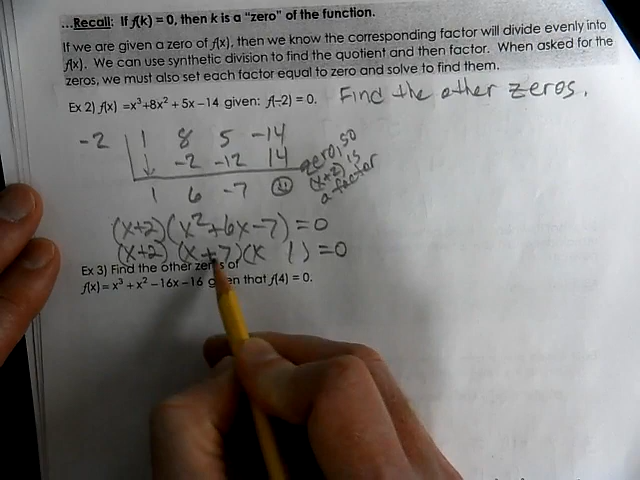 ...Recall: If f(k) = 0, then k is a "zero" of the function.
If we are given a zero of f(x), then we know the corresponding factor will divide evenly into
f(x). We can use synthetic division to find the quotient and then factor. When asked for the
zeros, we must also set each factor equal to zero and solve to find them.
Ex 2) f(x) =x³+8x² + 5x−14 given: f(−2) = 0. Find the other zeros.
-2 1 8 5 -14
-2 -12 14
1 6 -7
zero, so
(x+2) is
a factor
(x+2)(x²+6x-7)=0
(x+2)(x+7)(x 1)=0
Ex 3) Find the other of
f(x) = x³ + x² − 16x −16 that f(4) = 0.